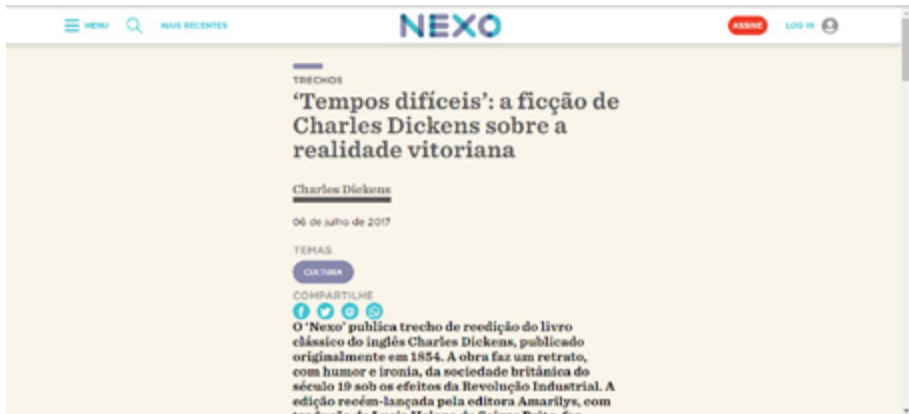 MENU
MAIS RECENTES
NEXO
ASSINE
LOG IN
TRECHOS
‘Tempos difíceis’: a ficção de
Charles Dickens sobre a
realidade vitoriana
Charles Dickens
06 de julho de 2017
TEMAS
CULTURA
COMPARTILHE
O ‘Nexo’ publica trecho de reedição do livro
clássico do inglês Charles Dickens, publicado
originalmente em 1854. A obra faz um retrato,
com humor e ironia, da sociedade britânica do
século 19 sob os efeitos da Revolução Industrial. A
edição recém-lançada pela editora Amarilys, com